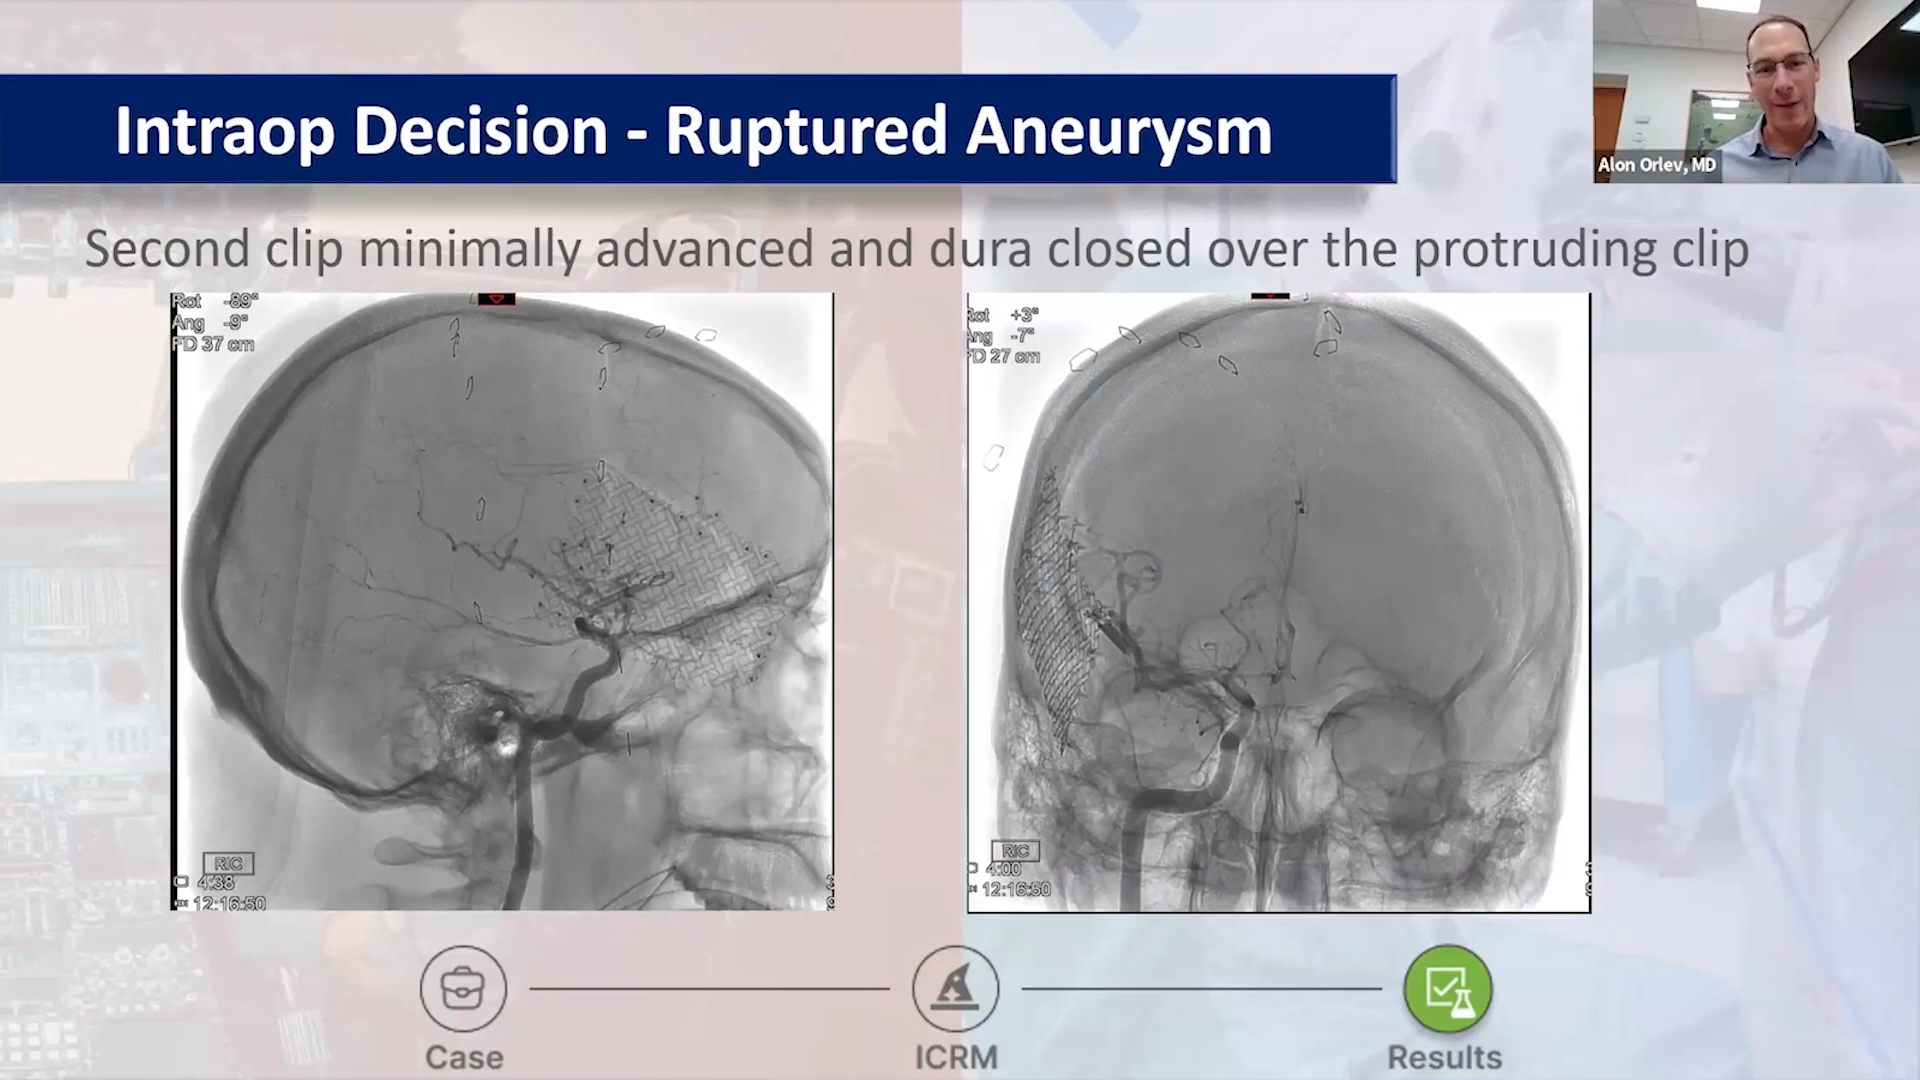 Intraop Decision - Ruptured Aneurysm
Alon Orlev, MD
Second clip minimally advanced and dura closed over the protruding clip
Rot -89°
Ang -9°
FD 37 cm
RIC
4:38
12:16:50
Rot +3°
Ang -7°
FD 27 cm
RIC
4:00
12:16:50
Case
ICRM
Results